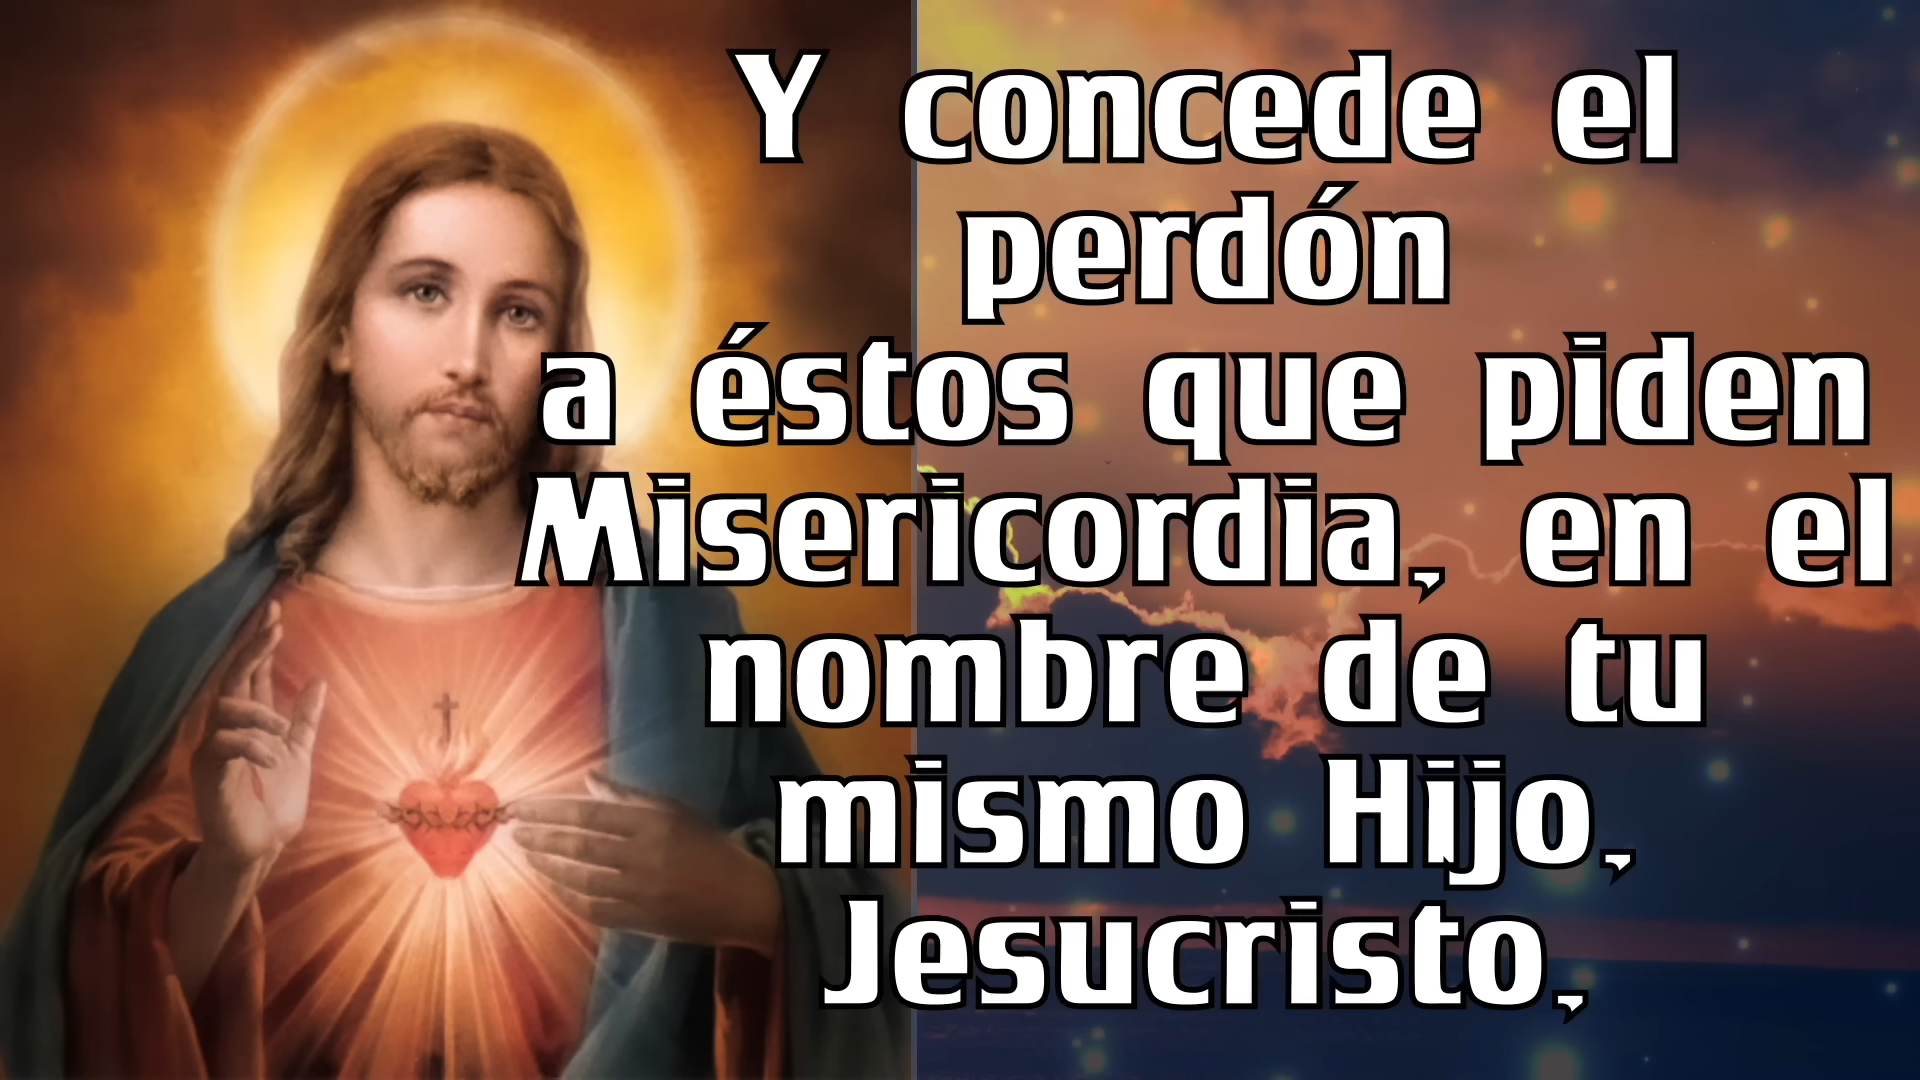 Y concede el
perdón
a éstos que piden
Misericordia, en el
nombre de tu
mismo Hijo,
Jesucristo,